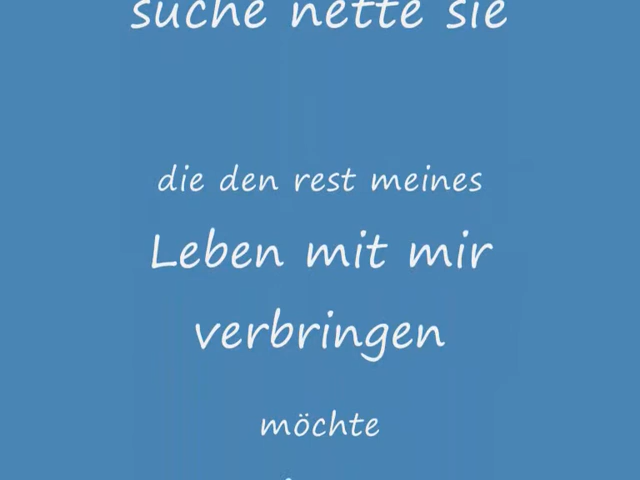 suche nette sie
die den rest meines
Leben mit mir
verbringen
möchte